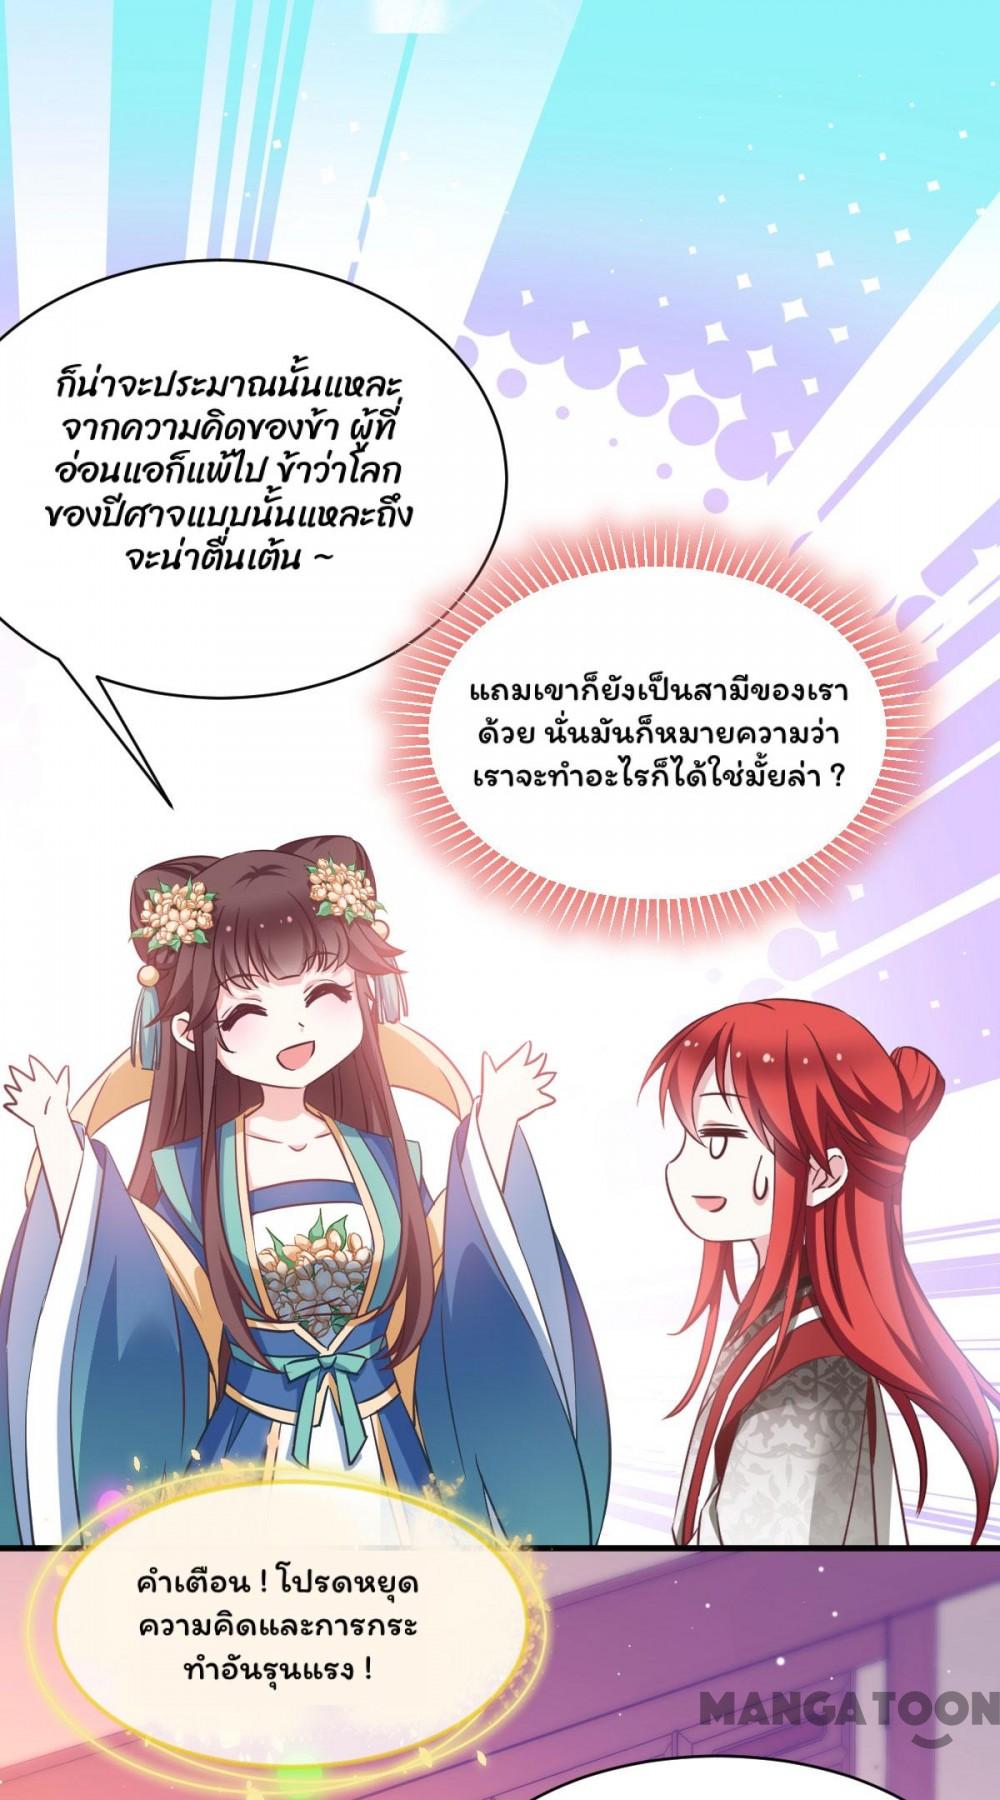 ก็น่าจะประมาณนั้นแหละ
จากความคิดของข้า ผู้ที่
อ่อนแอก็แพ้ไป ข้าว่าโลก
ของปีศาจแบบนั้นแหละถึง
จะน่าตื่นเต้น ~
แถมเขาก็ยังเป็นสามีของเรา
ด้วย นั่นมันก็หมายความว่า
เราจะทำอะไรก็ได้ใช่มั้ยล่า ?
คำเตือน ! โปรดหยุด
ความคิดและการกระ
ทำอันรุนแรง !
MANGATOON